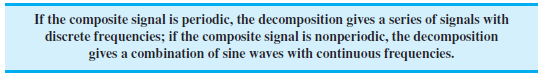 If the composite signal is periodic, the decomposition gives a series of signals with
discrete frequencies; if the composite signal is nonperiodic, the decomposition
gives a combination of sine waves with continuous frequencies.